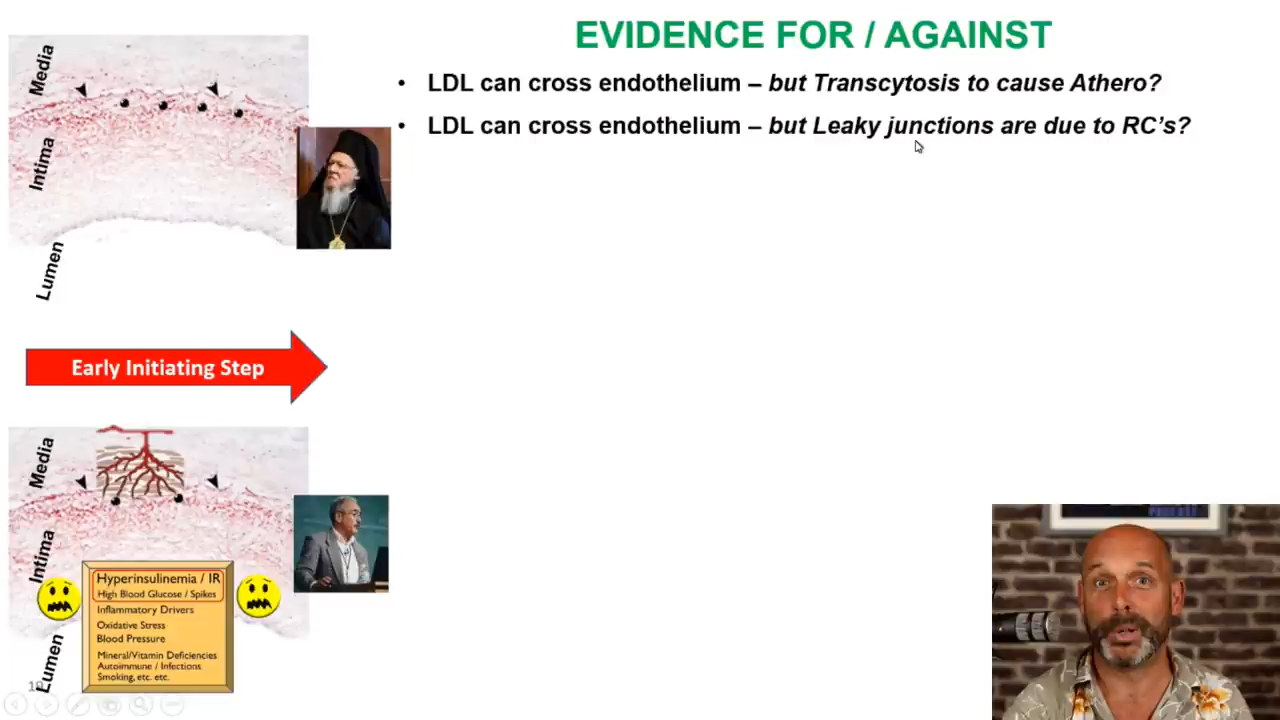 EVIDENCE FOR / AGAINST
• LDL can cross endothelium – but Transcytosis to cause Athero?
• LDL can cross endothelium – but Leaky junctions are due to RC's?
Media
Intima
Lumen
Early Initiating Step
Media
Intima
Lumen
Hyperinsulinemia / IR
High Blood Glucose / Spikes
Inflammatory Drivers
Oxidative Stress
Blood Pressure
Mineral/Vitamin Deficiencies
Autoimmune / Infections
Smoking, etc. etc.
PODCAST